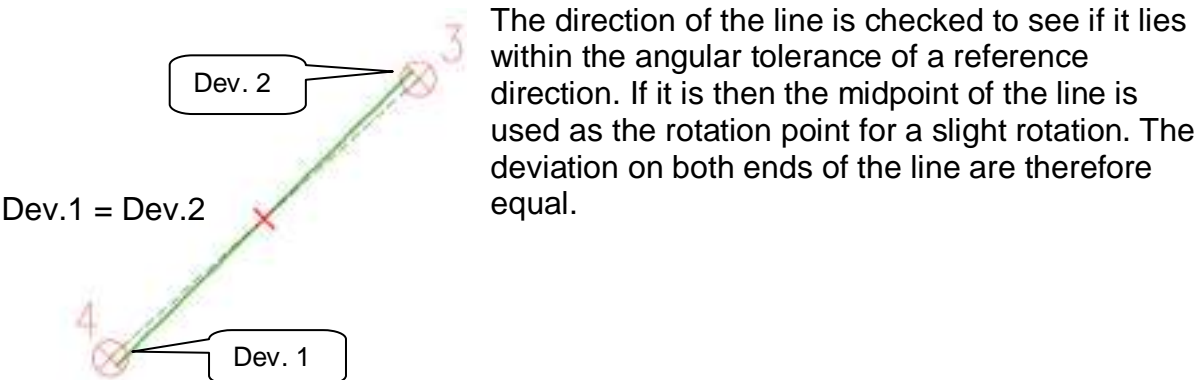 3
Dev. 2
Dev.1 = Dev.2
4
Dev. 1
The direction of the line is checked to see if it lies
within the angular tolerance of a reference
direction. If it is then the midpoint of the line is
used as the rotation point for a slight rotation. The
deviation on both ends of the line are therefore
equal.